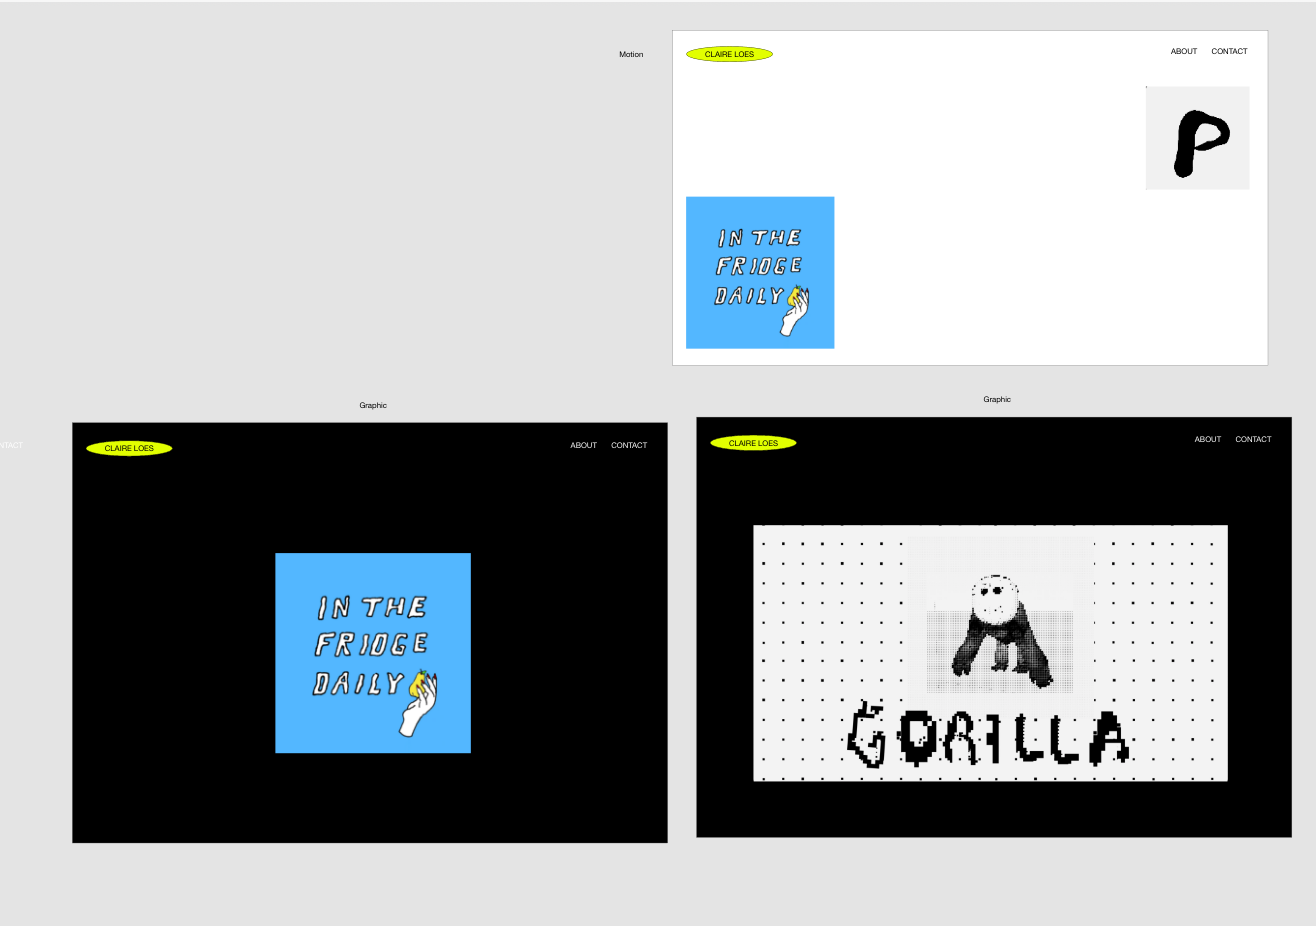 Motion
CLAIRE LOES
ABOUT CONTACT
P
IN THE
FRIDGE
DAILY
Graphic
NTACT
CLAIRE LOES
ABOUT CONTACT
IN THE
FRIDGE
DAILY
Graphic
CLAIRE LOES
ABOUT CONTACT
GORILLA